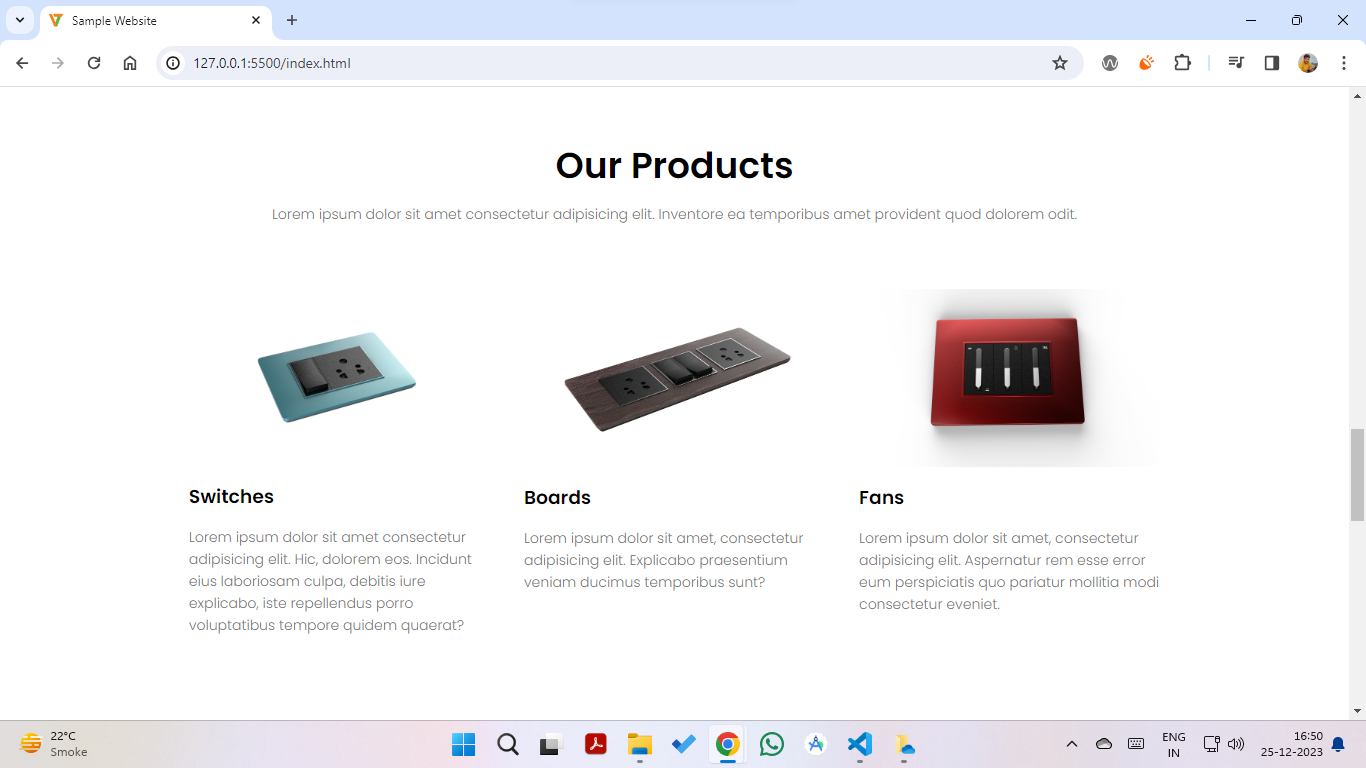 Sample Website
127.0.0.1:5500/index.html
Our Products
Lorem ipsum dolor sit amet consectetur adipisicing elit. Inventore ea temporibus amet provident quod dolorem odit.
Switches
Lorem ipsum dolor sit amet consectetur
adipisicing elit. Hic, dolorem eos. Incidunt
eius laboriosam culpa, debitis iure
explicabo, iste repellendus porro
voluptatibus tempore quidem quaerat?
Boards
Lorem ipsum dolor sit amet, consectetur
adipisicing elit. Explicabo praesentium
veniam ducimus temporibus sunt?
Fans
Lorem ipsum dolor sit amet, consectetur
adipisicing elit. Aspernatur rem esse error
eum perspiciatis quo pariatur mollitia modi
consectetur eveniet.
22°C
Smoke
ENG
IN
16:50
25-12-2023